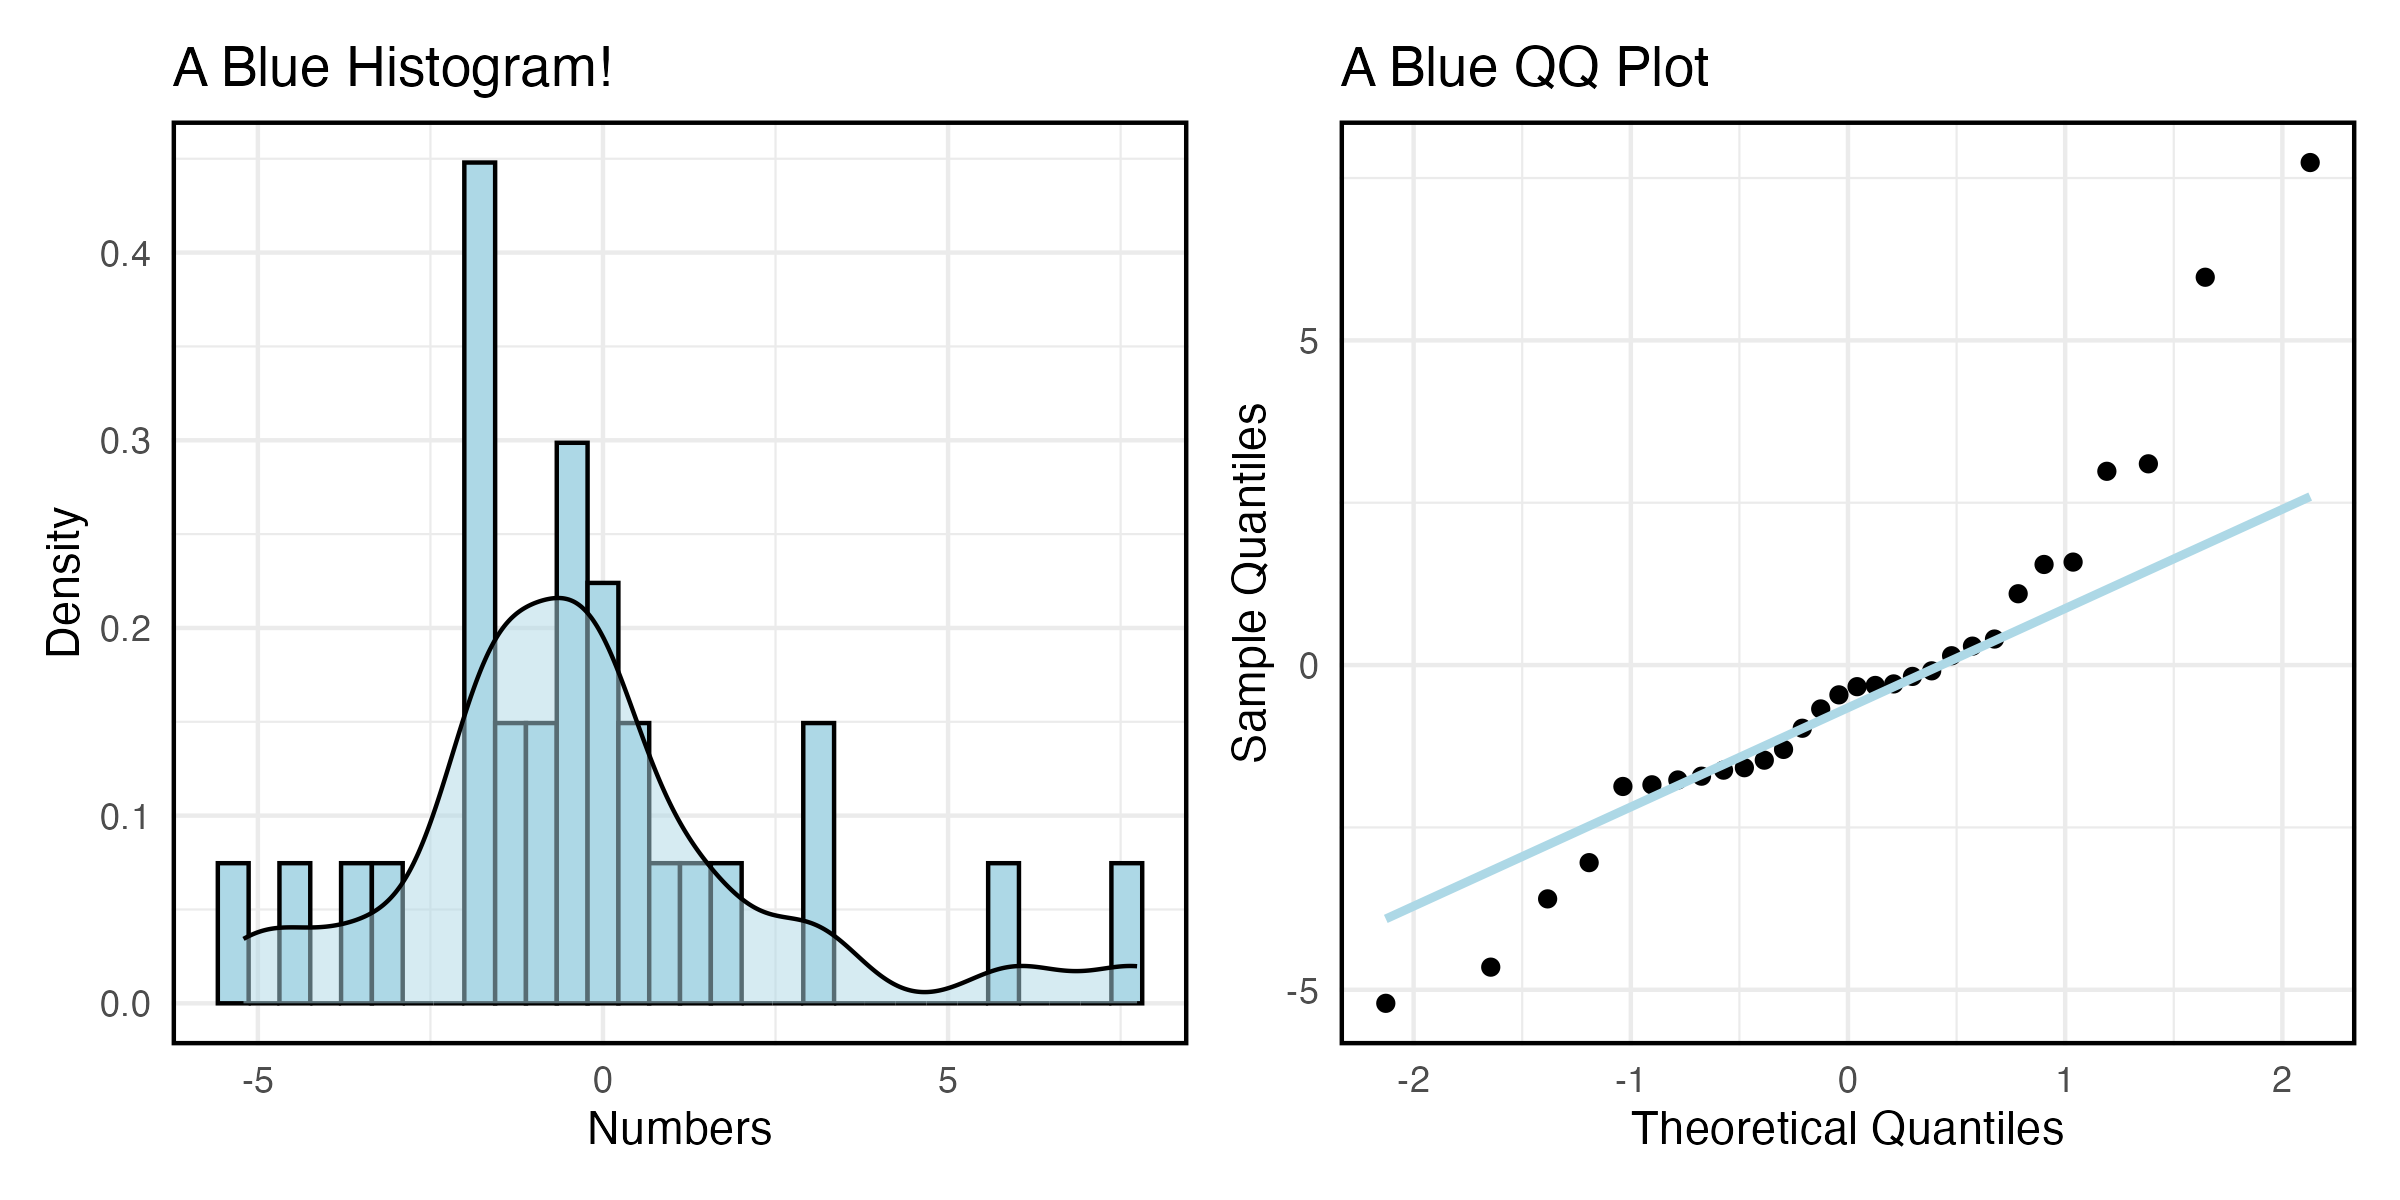 A Blue Histogram!
Density
0.4
0.3
0.2
0.1
0.0
-5 0 5
Numbers
A Blue QQ Plot
Sample Quantiles
5
0
-5
-2 -1 0 1 2
Theoretical Quantiles